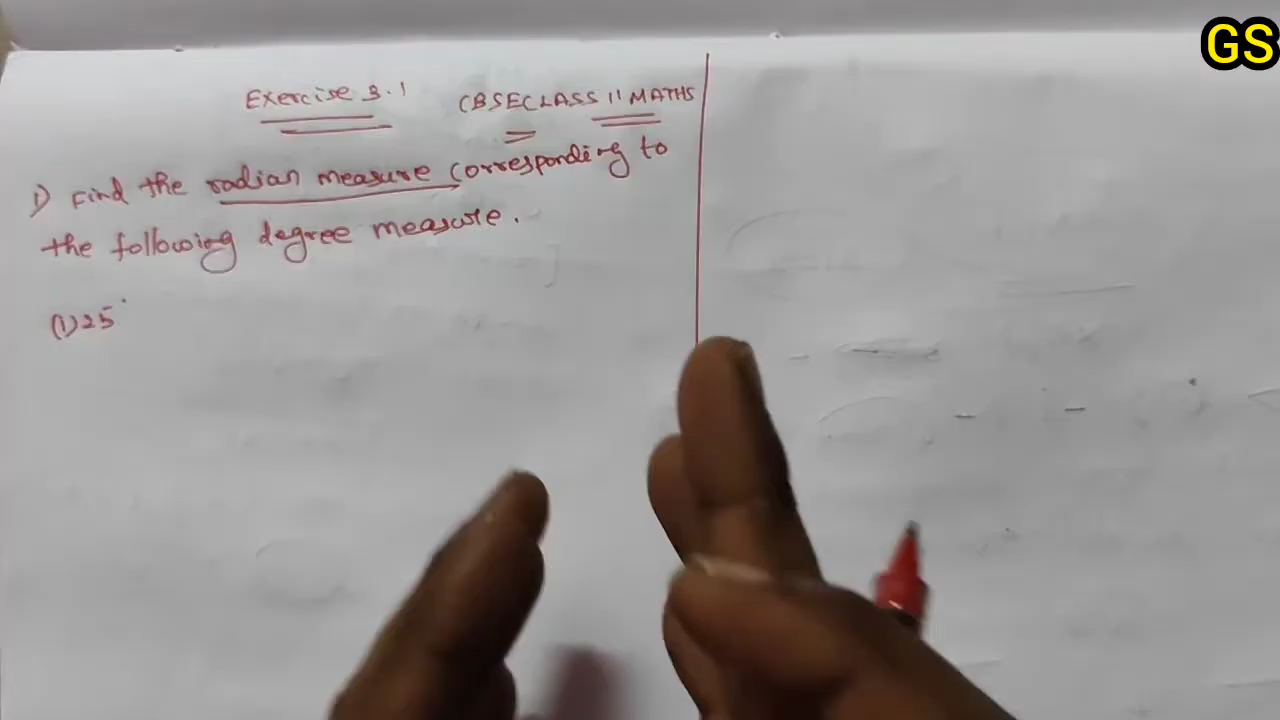 Exercise 3.1
CBSE CLASS 11 MATHS
1) Find the radian measure corresponding to
the following degree measure.
(1) 25°
GS